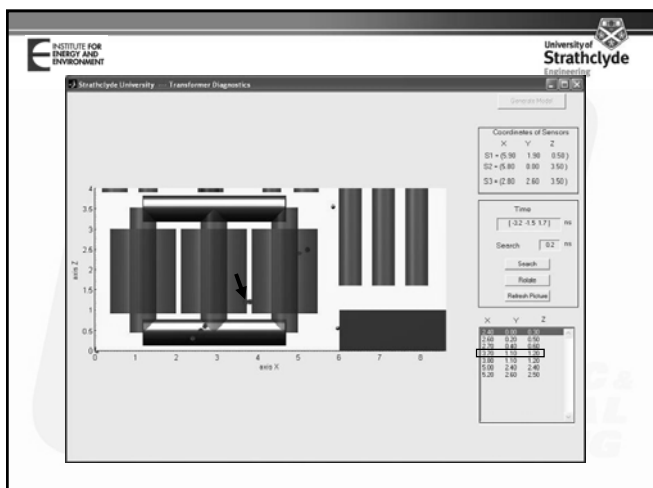 INSTITUTE FOR
ENERGY AND
ENVIRONMENT
University of
Strathclyde
Engineering
Strathclyde University --- Transformer Diagnostics
Generate Model
Coordinates of Sensors
X Y Z
S1 = (5.90 1.90 0.50 )
S2 = (5.80 0.00 3.50 )
S3 = (2.80 2.60 3.50 )
Time
[ -3.2 -1.5 1.7 ] ns
Search 0.2 ns
Search
Rotate
Refresh Picture
X Y Z
2.40 0.00 0.30
2.60 0.20 0.50
2.70 0.40 0.60
3.70 1.10 1.20
3.80 1.10 1.20
5.00 2.40 2.40
5.20 2.60 2.50
4
3.5
3
2.5
2
1.5
1
0.5
0
axis Z
0 1 2 3 4 5 6 7 8
axis X